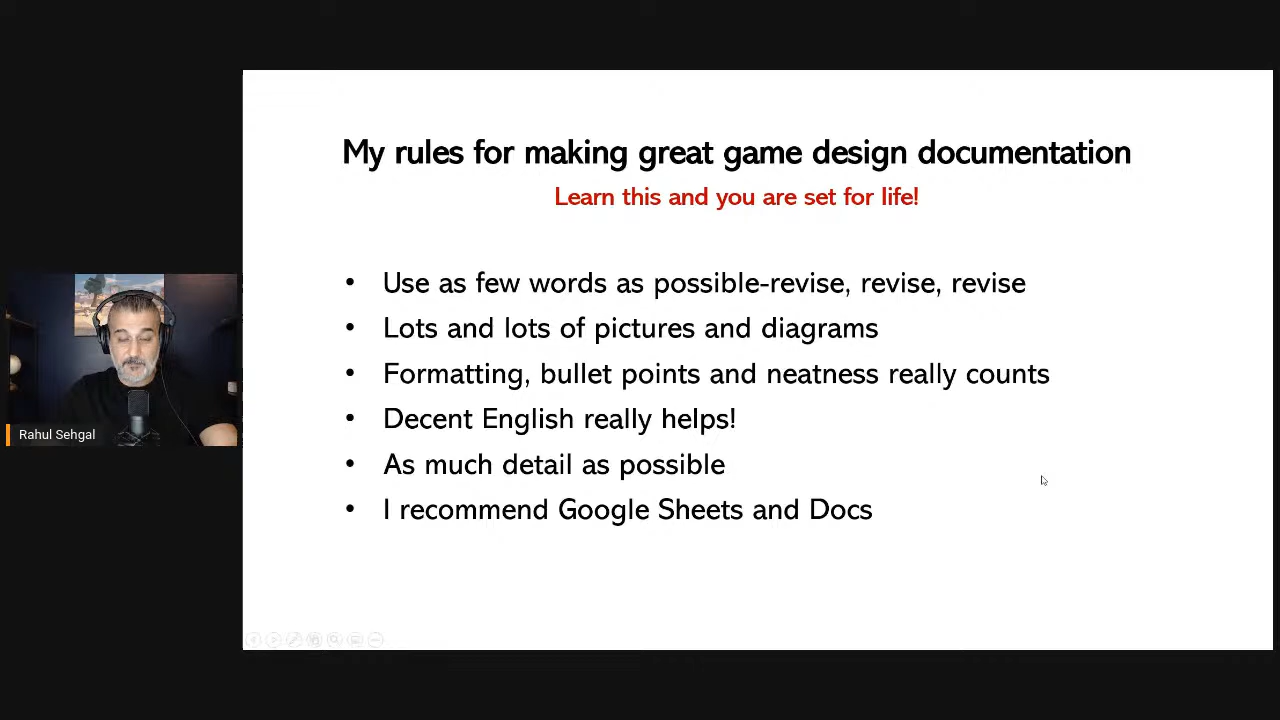 My rules for making great game design documentation
Learn this and you are set for life!
• Use as few words as possible-revise, revise, revise
• Lots and lots of pictures and diagrams
• Formatting, bullet points and neatness really counts
• Decent English really helps!
• As much detail as possible
• I recommend Google Sheets and Docs
Rahul Sehgal